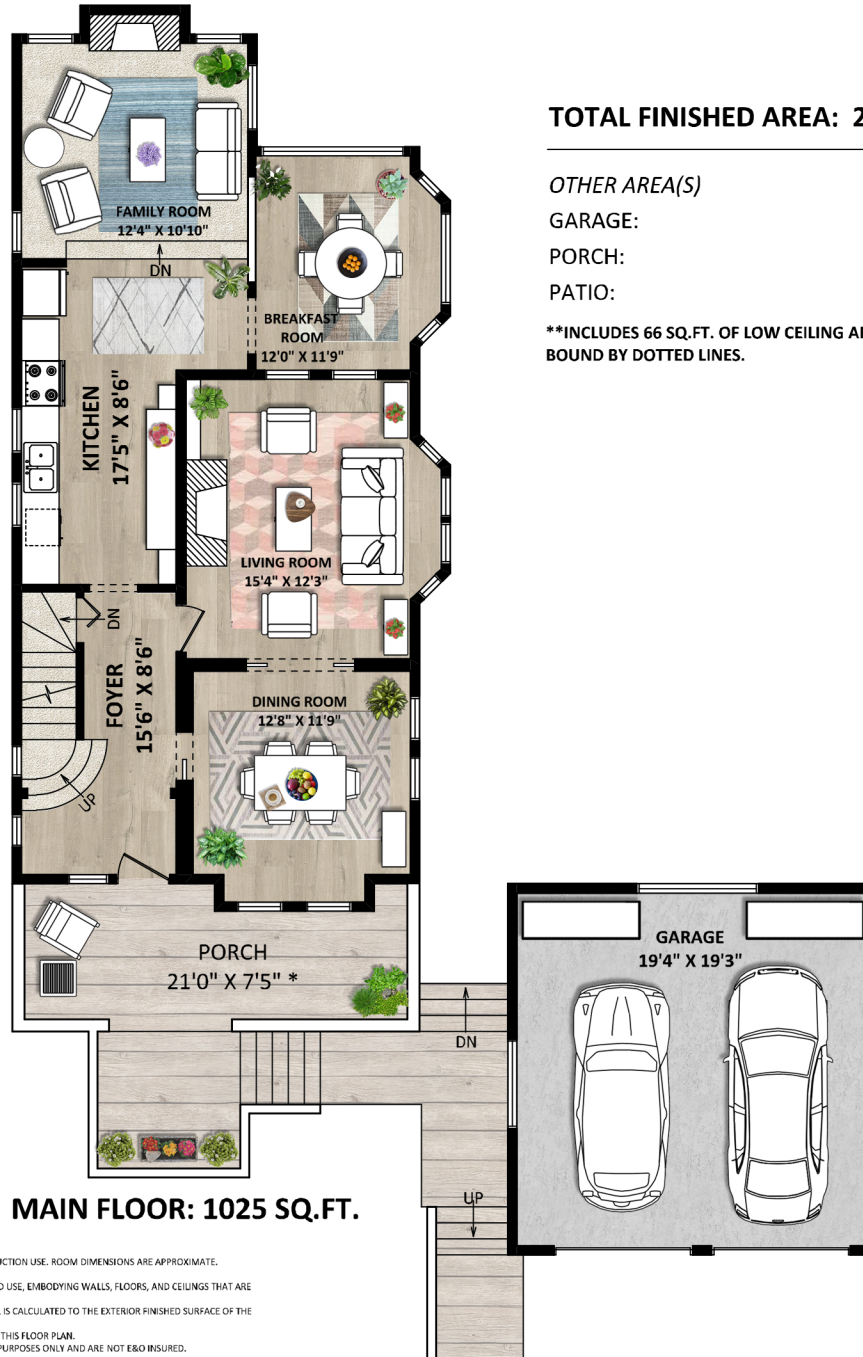 TOTAL FINISHED AREA: 2
OTHER AREA(S)
GARAGE:
PORCH:
PATIO:
**INCLUDES 66 SQ.FT. OF LOW CEILING
BOUND BY DOTTED LINES.
FAMILY ROOM
12'4" X 10'10"
DN
BREAKFAST
ROOM
12'0" X 11'9"
KITCHEN
17'5" X 8'6"
LIVING ROOM
15'4" X 12'3"
DN
FOYER
15'6" X 8'6"
UP
DINING ROOM
12'8" X 11'9"
PORCH
21'0" X 7'5" *
GARAGE
19'4" X 19'3"
DN
UP
MAIN FLOOR: 1025 SQ.FT.
USE. ROOM DIMENSIONS ARE APPROXIMATE.
USE, EMBODYING WALLS, FLOORS, AND CEILINGS THAT ARE
IS CALCULATED TO THE EXTERIOR FINISHED SURFACE OF THE
THIS FLOOR PLAN.
PURPOSES ONLY AND ARE NOT E&O INSURED.